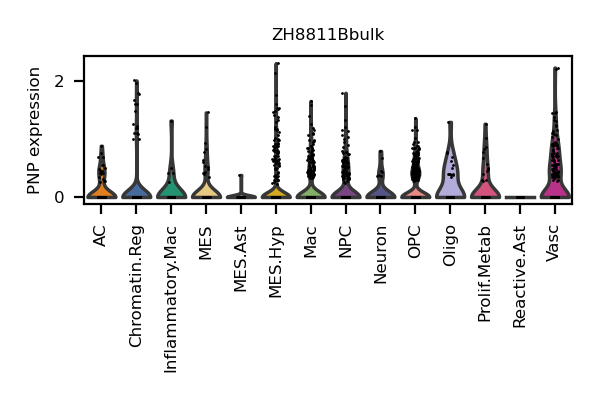 ZH8811Bbulk
PNP expression
2
0
AC
Chromatin.Reg
Inflammatory.Mac
MES
MES.Ast
MES.Hyp
Mac
NPC
Neuron
OPC
Oligo
Prolif.Metab
Reactive.Ast
Vasc